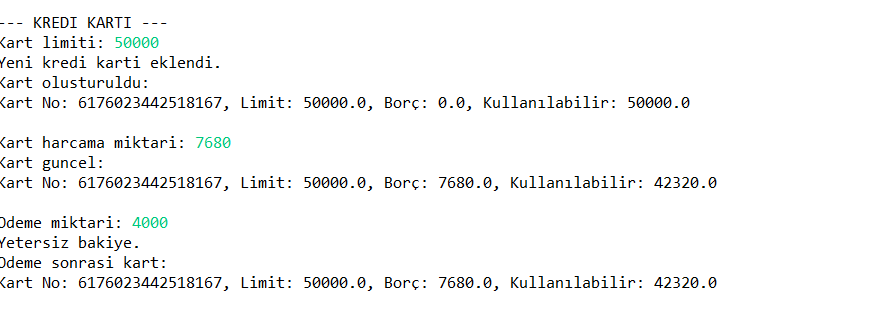 --- KREDI KARTI ---
Kart limiti: 50000
Yeni kredi karti eklendi.
Kart olusturuldu:
Kart No: 6176023442518167, Limit: 50000.0, Borç: 0.0, Kullanılabilir: 50000.0
Kart harcama miktari: 7680
Kart guncel:
Kart No: 6176023442518167, Limit: 50000.0, Borç: 7680.0, Kullanılabilir: 42320.0
Odeme miktari: 4000
Yetersiz bakiye.
Odeme sonrasi kart:
Kart No: 6176023442518167, Limit: 50000.0, Borç: 7680.0, Kullanılabilir: 42320.0